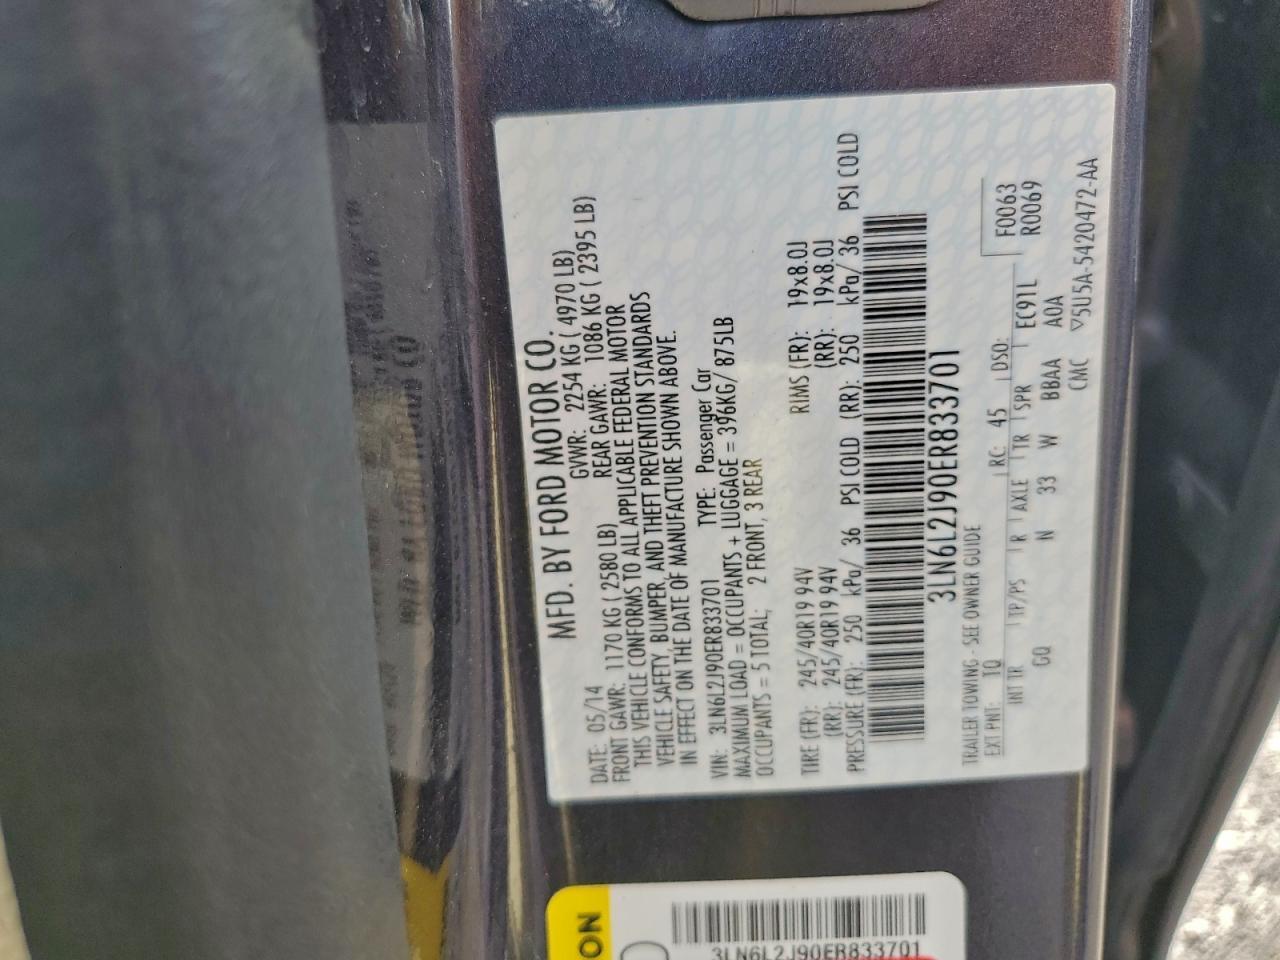 MFD. BY FORD MOTOR CO.
DATE: 05/14 GVWR: 2254 KG ( 4970 LB)
FRONT GAWR: 1170 KG ( 2580 LB) REAR GAWR: 1086 KG ( 2395 LB)
THIS VEHICLE CONFORMS TO ALL APPLICABLE FEDERAL MOTOR
VEHICLE SAFETY, BUMPER, AND THEFT PREVENTION STANDARDS
IN EFFECT ON THE DATE OF MANUFACTURE SHOWN ABOVE.
VIN: 3LN6L2J90ER833701 TYPE: Passenger Car
MAXIMUM LOAD = OCCUPANTS + LUGGAGE = 396KG/ 875LB
OCCUPANTS = 5 TOTAL; 2 FRONT, 3 REAR
TIRE (FR): 245/40R19 94V RIMS (FR): 19x8.0J
(RR): 245/40R19 94V (RR): 19x8.0J
PRESSURE (FR): 250 kPa/ 36 PSI COLD (RR): 250 kPa/ 36 PSI COLD
3LN6L2J90ER833701
TRAILER TOWING - SEE OWNER GUIDE F0063
EXT PNT: TQ RC: 45 DSO: R0069
INT TR TP/PS R AXLE TR SPR EC91L
GQ N 33 W BBAA AOA
CMC ▽5U5A-5420472-AA
ON
3LN6L2J90ER833701